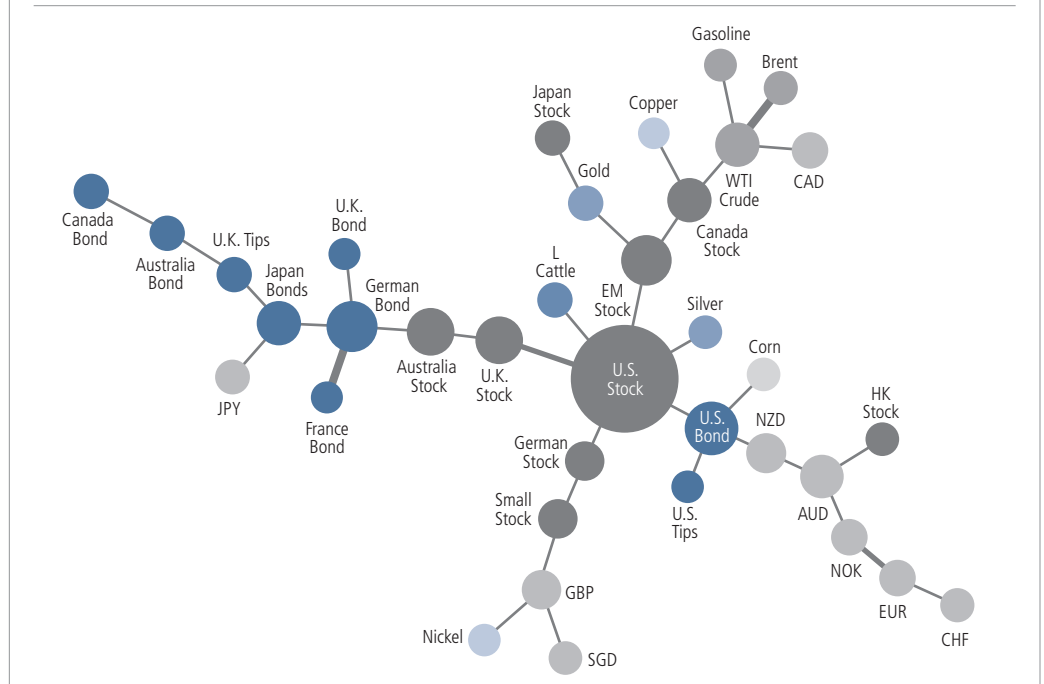 Gasoline
Brent
Japan
Stock
Copper
Gold
WTI
Crude
CAD
Canada
Stock
Canada
Bond
U.K.
Bond
U.K. Tips
Australia
Bond
Japan
Bonds
German
Bond
L
Cattle
EM
Stock
Silver
Corn
U.S.
Stock
Australia
Stock
U.K.
Stock
JPY
France
Bond
HK
Stock
NZD
U.S.
Bond
German
Stock
Small
Stock
U.S.
Tips
AUD
NOK
EUR
CHF
GBP
Nickel
SGD